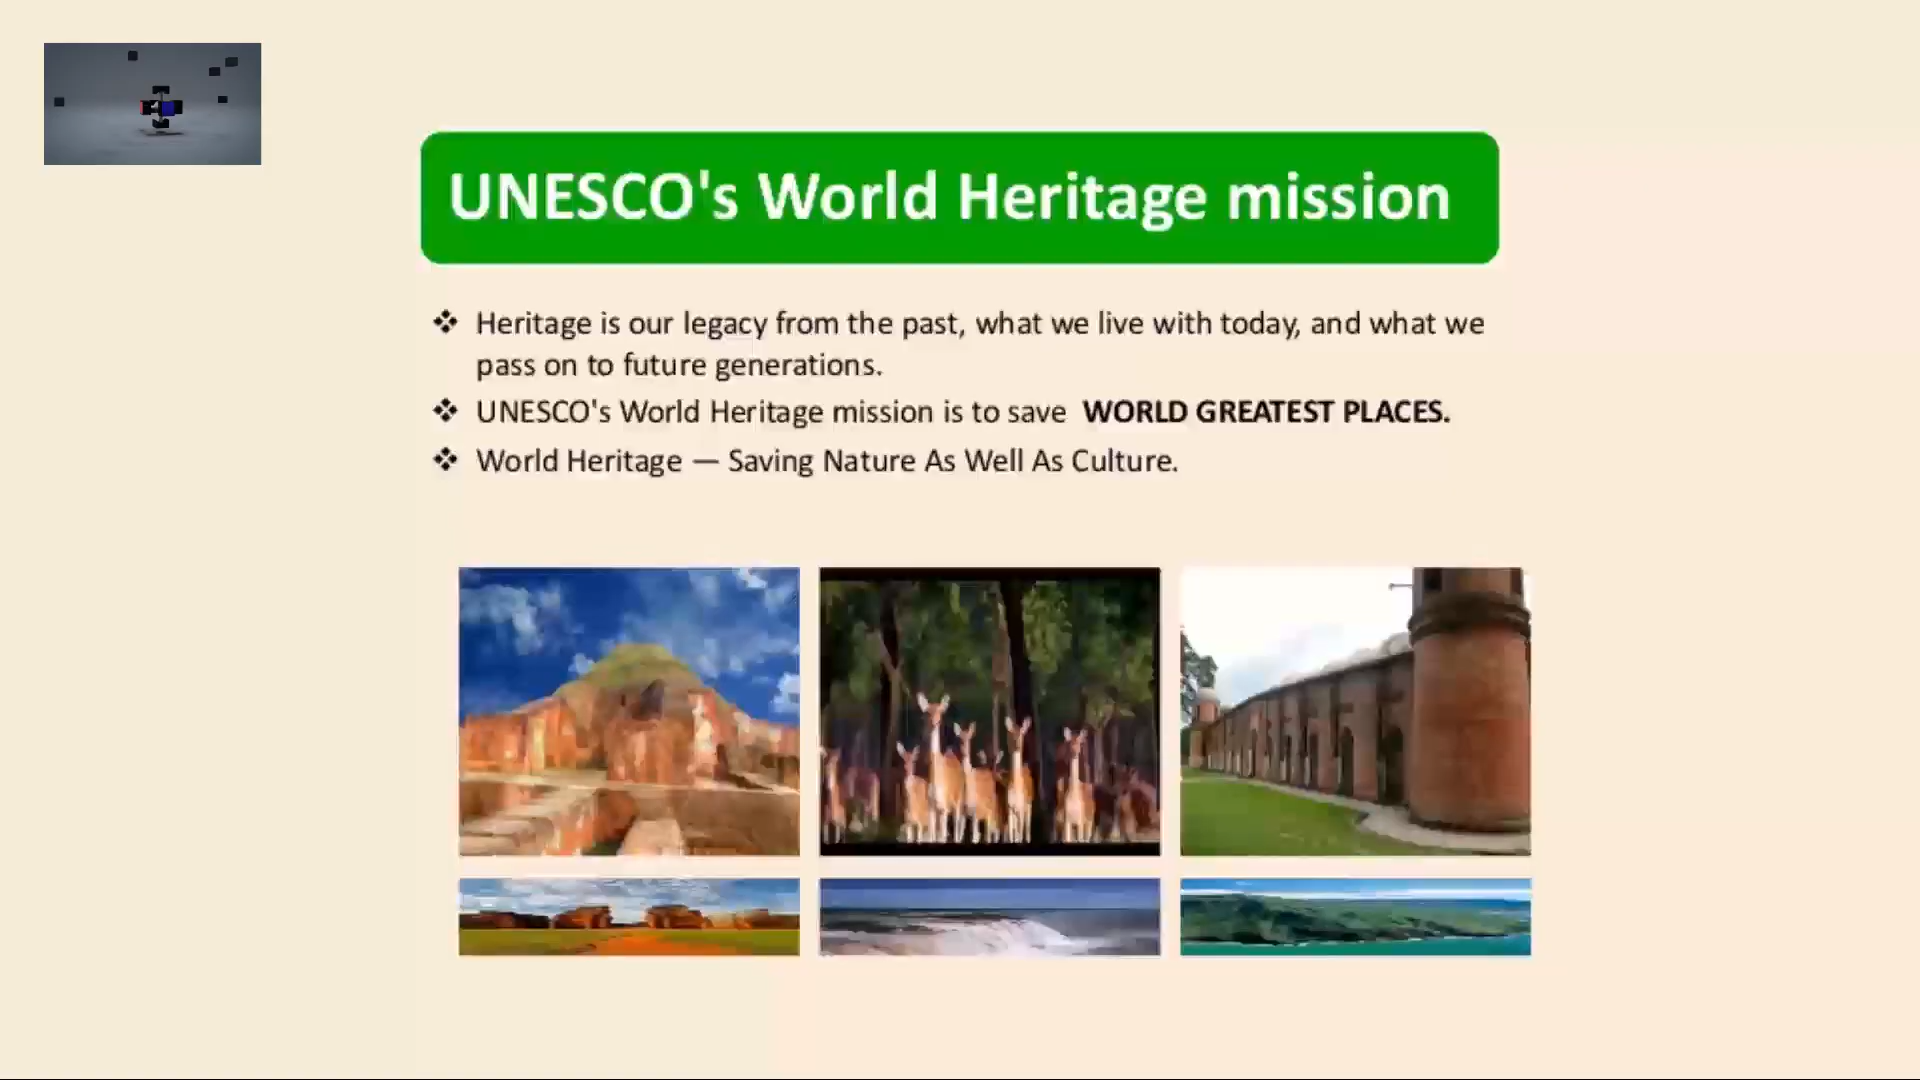 UNESCO's World Heritage mission
❖ Heritage is our legacy from the past, what we live with today, and what we
pass on to future generations.
❖ UNESCO's World Heritage mission is to save WORLD GREATEST PLACES.
❖ World Heritage — Saving Nature As Well As Culture.